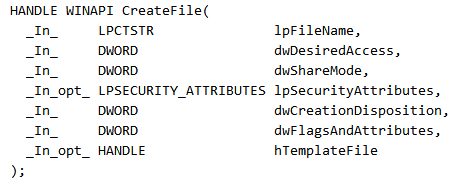 HANDLE WINAPI CreateFile(
  _In_     LPCTSTR               lpFileName,
  _In_     DWORD                 dwDesiredAccess,
  _In_     DWORD                 dwShareMode,
  _In_opt_ LPSECURITY_ATTRIBUTES lpSecurityAttributes,
  _In_     DWORD                 dwCreationDisposition,
  _In_     DWORD                 dwFlagsAndAttributes,
  _In_opt_ HANDLE                hTemplateFile
);